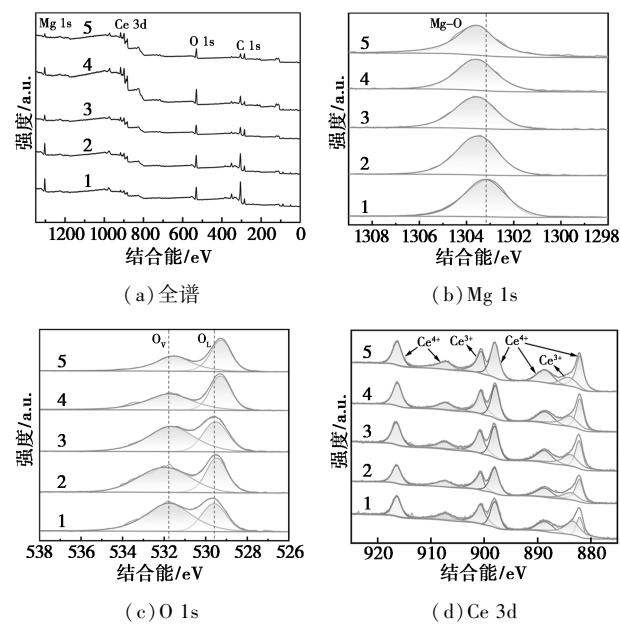 Mg 1s
Ce 3d
O 1s
C 1s
5
4
3
2
1
强度/a.u.
1200 1000 800 600 400 200 0
结合能/eV
(a)全谱
Mg-O
5
4
3
2
1
强度/a.u.
1308 1306 1304 1302 1300 1298
结合能/eV
(b)Mg 1s
O_V
O_L
5
4
3
2
1
强度/a.u.
538 536 534 532 530 528 526
结合能/eV
(c)O 1s
Ce⁴⁺
Ce³⁺
Ce⁴⁺
Ce³⁺
5
4
3
2
1
强度/a.u.
920 910 900 890 880
结合能/eV
(d)Ce 3d